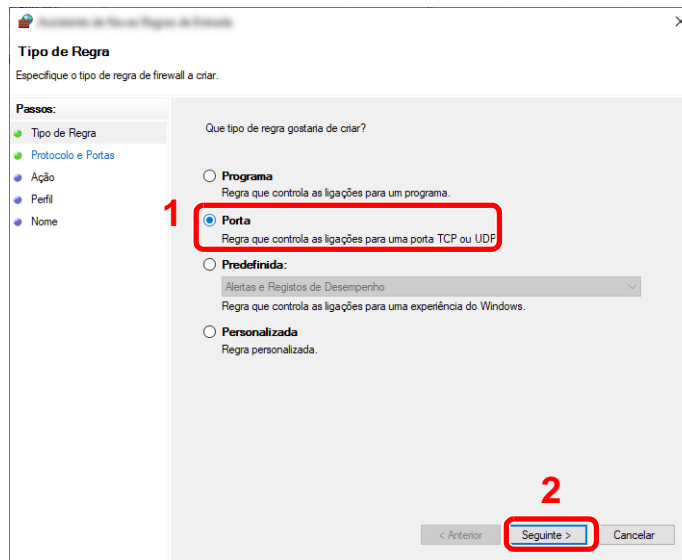 Tipo de Regra
Especifique o tipo de regra de firewall a criar.
Passos:
Tipo de Regra
Protocolo e Portas
Ação
Perfil
Nome
Que tipo de regra gostaria de criar?
Programa
Regra que controla as ligações para um programa.
1
Porta
Regra que controla as ligações para uma porta TCP ou UDP
Predefinida:
Alertas e Registos de Desempenho
Regra que controla as ligações para uma experiência do Windows.
Personalizada
Regra personalizada.
2
< Anterior
Seguinte >
Cancelar